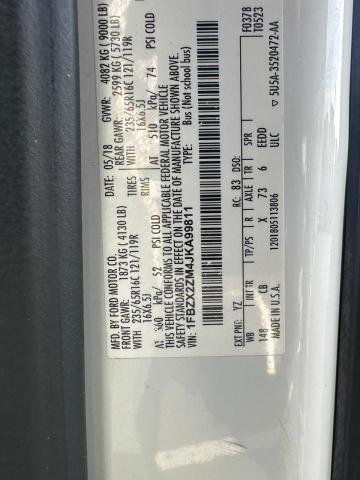 MFD. BY FORD MOTOR CO.
DATE: 05/18 GVWR: 4082 KG ( 9000 LB)
FRONT GAWR: 1873 KG ( 4130 LB) REAR GAWR: 2599 KG ( 5730 LB)
WITH 235/65R16C 121/119R TIRES WITH 235/65R16C 121/119R
16X6.5J RIMS 16X6.5J
AT 360 kPa/ 52 PSI COLD AT 510 kPa/ 74 PSI COLD
THIS VEHICLE CONFORMS TO ALL APPLICABLE FEDERAL MOTOR VEHICLE
SAFETY STANDARDS IN EFFECT ON THE DATE OF MANUFACTURE SHOWN ABOVE.
VIN: 1FBZX2ZM4JKA99811 TYPE: Bus (Not school bus)
F0378
T0523
EXT PNT: YZ RC: 83 DSO:
WB INT TR TP/PS R AXLE TR SPR
148 CB X 73 6 EEDD
MADE IN U.S.A. 120180513806 ULC
▽ 5U5A-3520472-AA